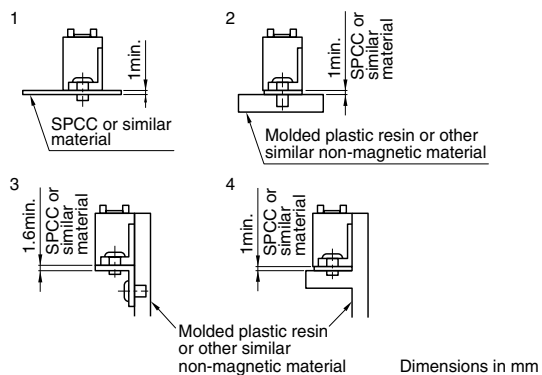 1
1min.
SPCC or similar
material
2
1min.
SPCC or
similar
material
Molded plastic resin or other
similar non-magnetic material
3
1.6min.
SPCC or
similar
material
4
1min.
SPCC or
similar
material
Molded plastic resin
or other similar
non-magnetic material
Dimensions in mm